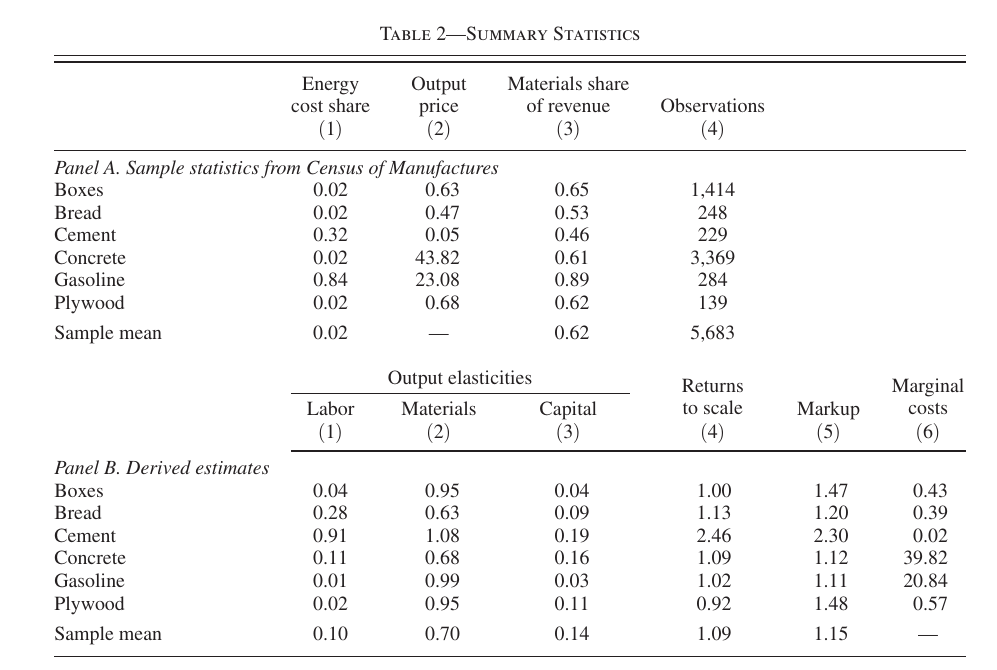 TABLE 2—SUMMARY STATISTICS
Energy Output Materials share
cost share price of revenue Observations
(1) (2) (3) (4)
Panel A. Sample statistics from Census of Manufactures
Boxes 0.02 0.63 0.65 1,414
Bread 0.02 0.47 0.53 248
Cement 0.32 0.05 0.46 229
Concrete 0.02 43.82 0.61 3,369
Gasoline 0.84 23.08 0.89 284
Plywood 0.02 0.68 0.62 139
Sample mean 0.02 — 0.62 5,683
Output elasticities Returns Marginal
Labor Materials Capital to scale Markup costs
(1) (2) (3) (4) (5) (6)
Panel B. Derived estimates
Boxes 0.04 0.95 0.04 1.00 1.47 0.43
Bread 0.28 0.63 0.09 1.13 1.20 0.39
Cement 0.91 1.08 0.19 2.46 2.30 0.02
Concrete 0.11 0.68 0.16 1.09 1.12 39.82
Gasoline 0.01 0.99 0.03 1.02 1.11 20.84
Plywood 0.02 0.95 0.11 0.92 1.48 0.57
Sample mean 0.10 0.70 0.14 1.09 1.15 —